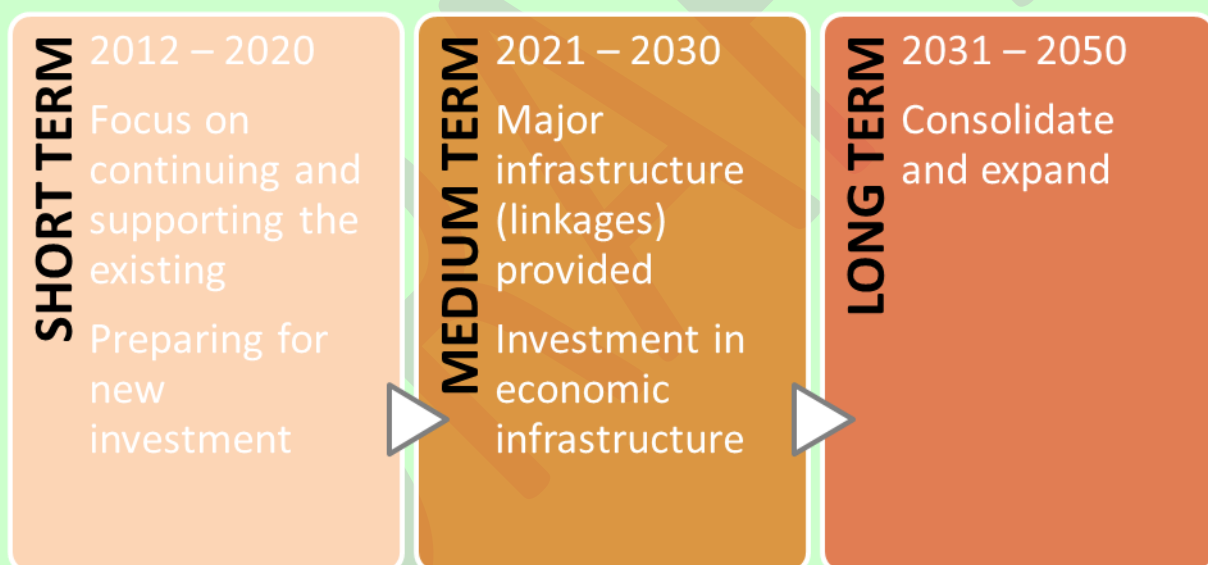 SHORT TERM
2012 – 2020
Focus on
continuing and
supporting the
existing
Preparing for
new
investment
MEDIUM TERM
2021 – 2030
Major
infrastructure
(linkages)
provided
Investment in
economic
infrastructure
LONG TERM
2031 – 2050
Consolidate
and expand